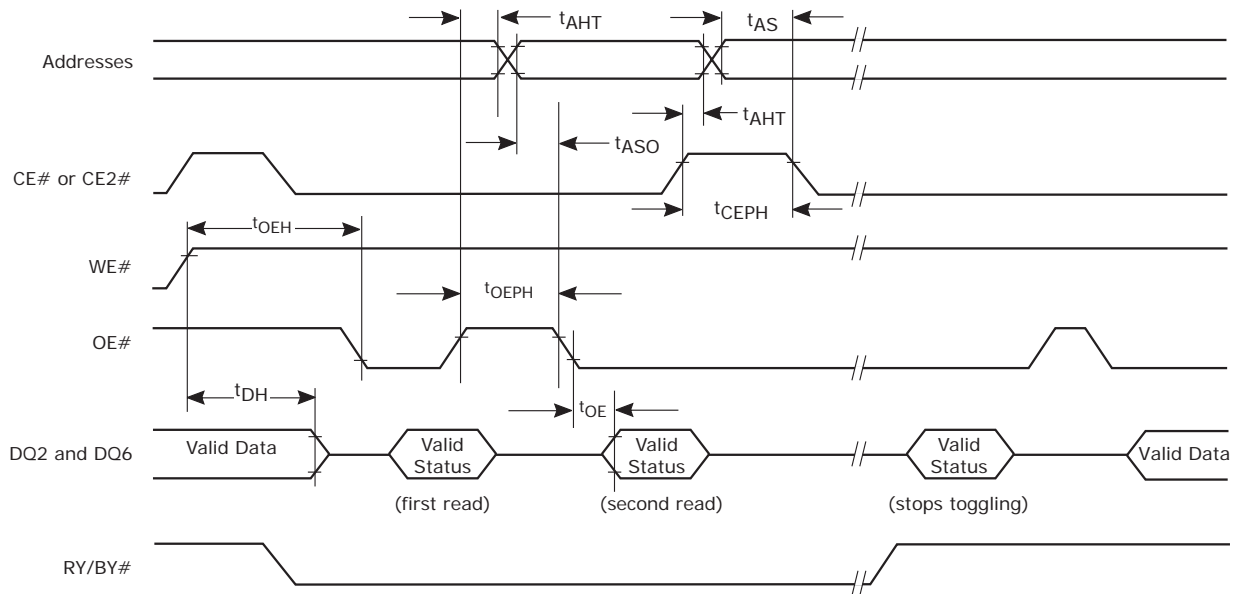 tAHT
tAS
Addresses
tAHT
tASO
CE# or CE2#
tCEPH
tOEH
WE#
tOEPH
OE#
tDH
tOE
DQ2 and DQ6
Valid Data
Valid
Status
Valid
Status
Valid
Status
Valid Data
(first read)
(second read)
(stops toggling)
RY/BY#